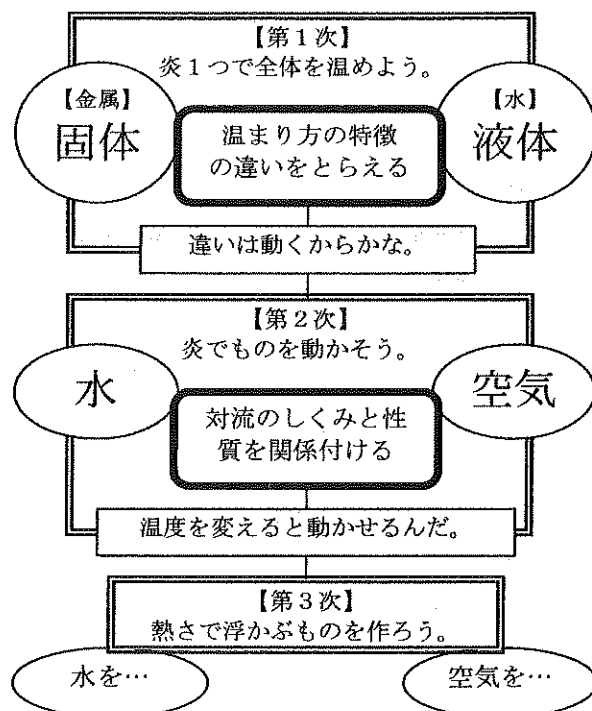 【第1次】
炎1つで全体を温めよう。
【金属】
固体
温まり方の特徴
の違いをとらえる
【水】
液体
違いは動くからかな。
【第2次】
炎でものを動かそう。
水
対流のしくみと性
質を関係付ける
空気
温度を変えると動かせるんだ。
【第3次】
熱さで浮かぶものを作ろう。
水を…
空気を…